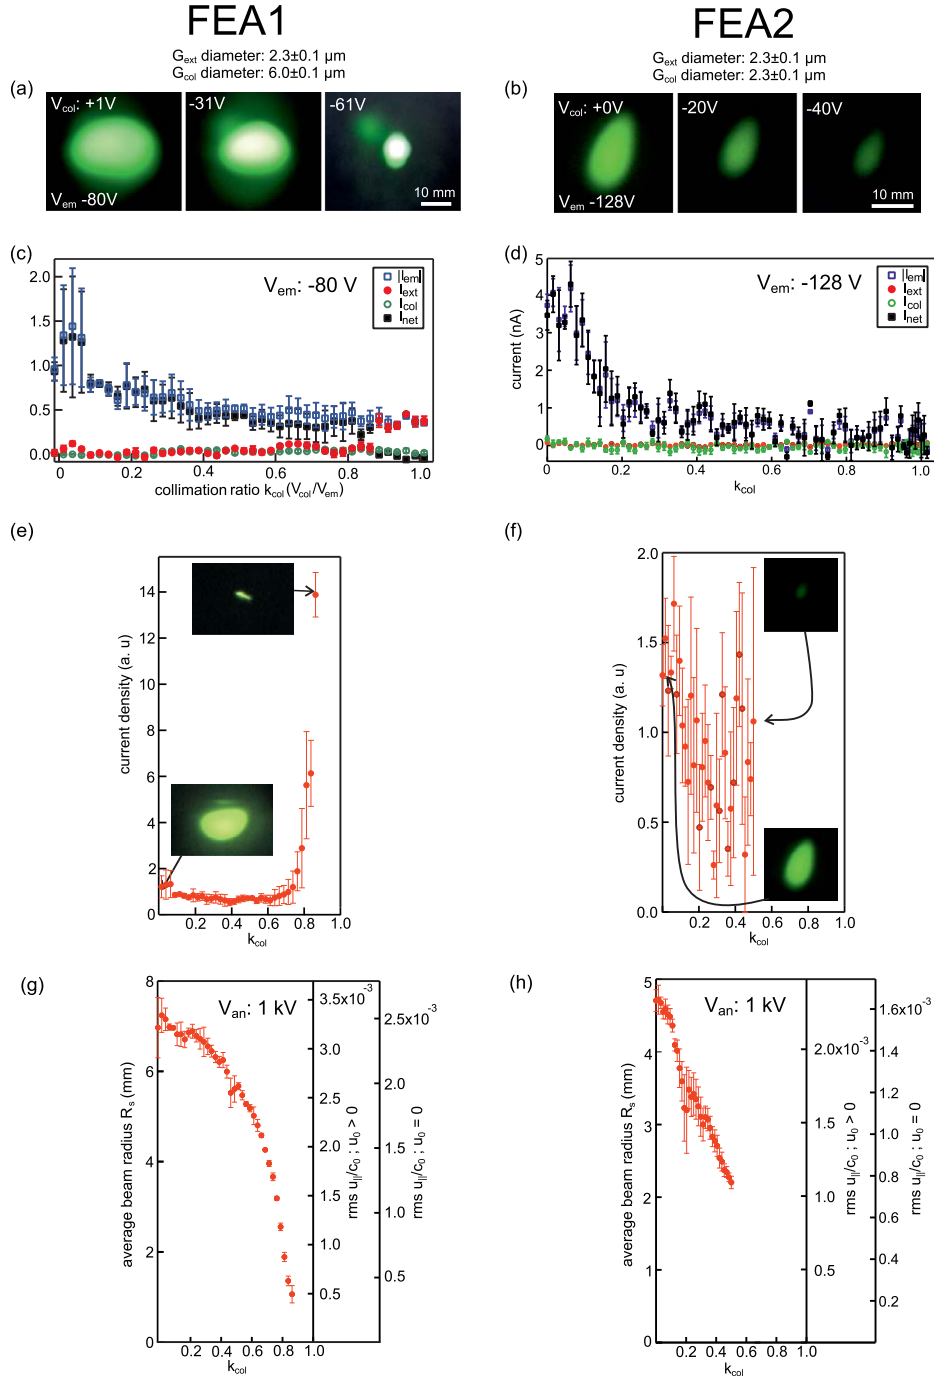 FEA1
FEA2
Gext diameter: 2.3±0.1 µm
Gcol diameter: 6.0±0.1 µm
Gext diameter: 2.3±0.1 µm
Gcol diameter: 2.3±0.1 µm
(a)
Vcol: +1V
-31V
-61V
Vem -80V
10 mm
(b)
Vcol: +0V
-20V
-40V
Vem -128V
10 mm
(c)
Vem: -80 V
|Iem|
Iext
Icol
Inet
2.0
1.5
1.0
0.5
0.0
0
0.2
0.4
0.6
0.8
1.0
collimation ratio kcol (Vcol/Vem)
(d)
Vem: -128 V
|Iem|
Iext
Icol
Inet
current (nA)
5
4
3
2
1
0
0
0.2
0.4
0.6
0.8
1.0
kcol
(e)
current density (a. u)
14
12
10
8
6
4
2
0
0.2
0.4
0.6
0.8
1.0
kcol
(f)
current density (a. u)
2.0
1.5
1.0
0.5
0.0
0.2
0.4
0.6
0.8
1.0
kcol
(g)
Van: 1 kV
average beam radius Rs (mm)
8
6
4
2
0
0.2
0.4
0.6
0.8
1.0
kcol
3.5x10-3
3.0
2.5
2.0
1.5
1.0
0.5
rms u||/c0 ; u0 > 0
2.5x10-3
2.0
1.5
1.0
0.5
rms u||/c0 ; u0 = 0
(h)
Van: 1 kV
average beam radius Rs (mm)
5
4
3
2
1
0
0.2
0.4
0.6
0.8
1.0
kcol
2.0x10-3
1.5
1.0
0.5
rms u||/c0 ; u0 > 0
1.6x10-3
1.4
1.2
1.0
0.8
0.6
0.4
0.2
rms u||/c0 ; u0 = 0